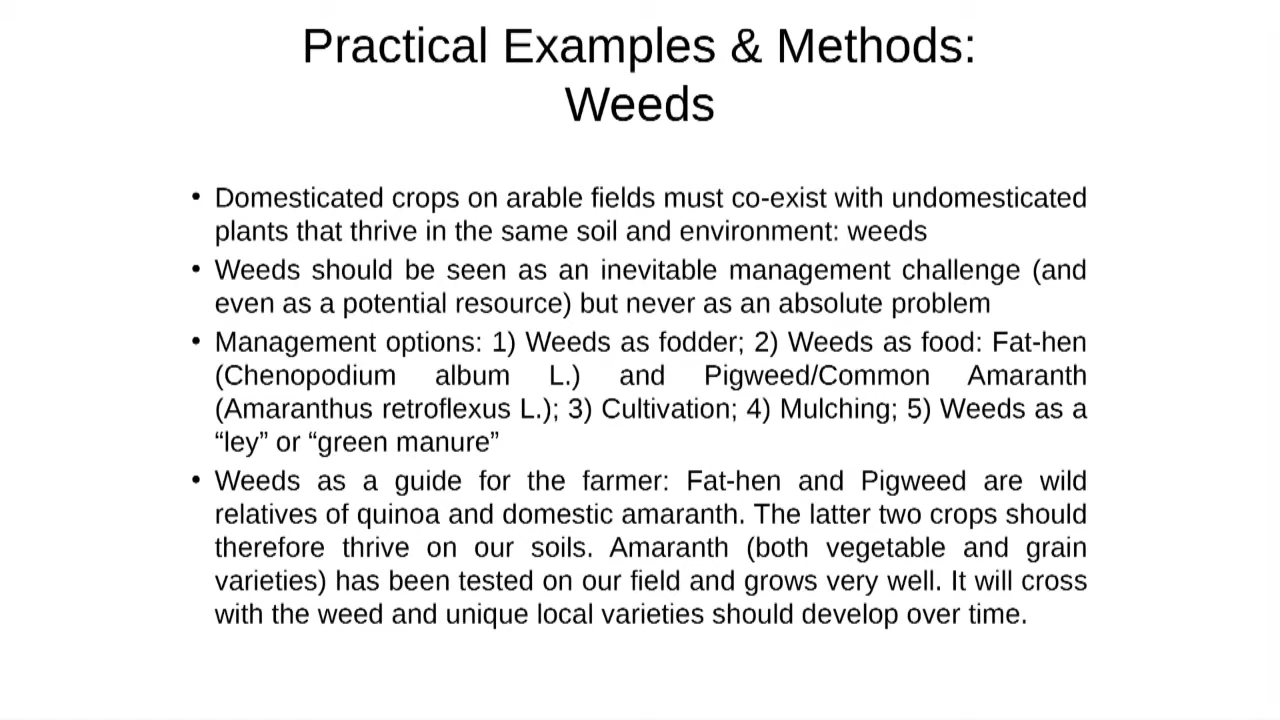 Practical Examples & Methods:
Weeds
• Domesticated crops on arable fields must co-exist with undomesticated
plants that thrive in the same soil and environment: weeds
• Weeds should be seen as an inevitable management challenge (and
even as a potential resource) but never as an absolute problem
• Management options: 1) Weeds as fodder; 2) Weeds as food: Fat-hen
(Chenopodium album L.) and Pigweed/Common Amaranth
(Amaranthus retroflexus L.); 3) Cultivation; 4) Mulching; 5) Weeds as a
“ley” or “green manure”
• Weeds as a guide for the farmer: Fat-hen and Pigweed are wild
relatives of quinoa and domestic amaranth. The latter two crops should
therefore thrive on our soils. Amaranth (both vegetable and grain
varieties) has been tested on our field and grows very well. It will cross
with the weed and unique local varieties should develop over time.